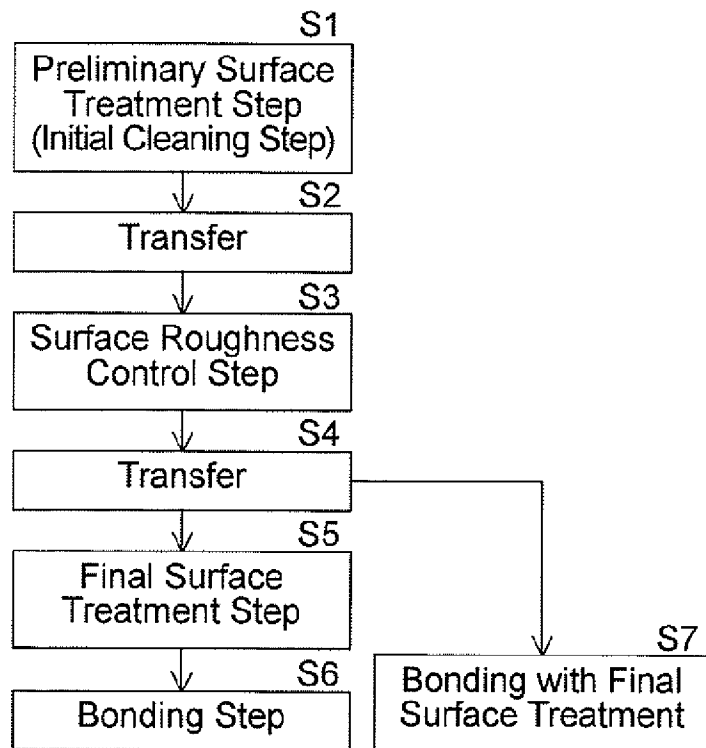 S1
Preliminary Surface
Treatment Step
(Initial Cleaning Step)
S2
Transfer
S3
Surface Roughness
Control Step
S4
Transfer
S5
Final Surface
Treatment Step
S6
Bonding Step
S7
Bonding with Final
Surface Treatment